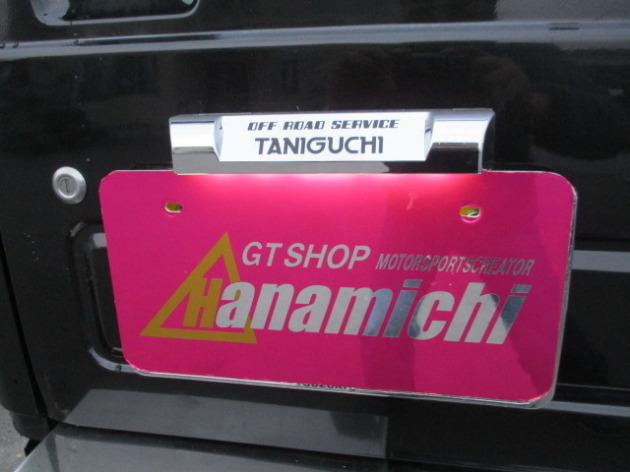 OFF ROAD SERVICE
TANIGUCHI
GT SHOP MOTORSPORTSCREATOR
Hanamichi